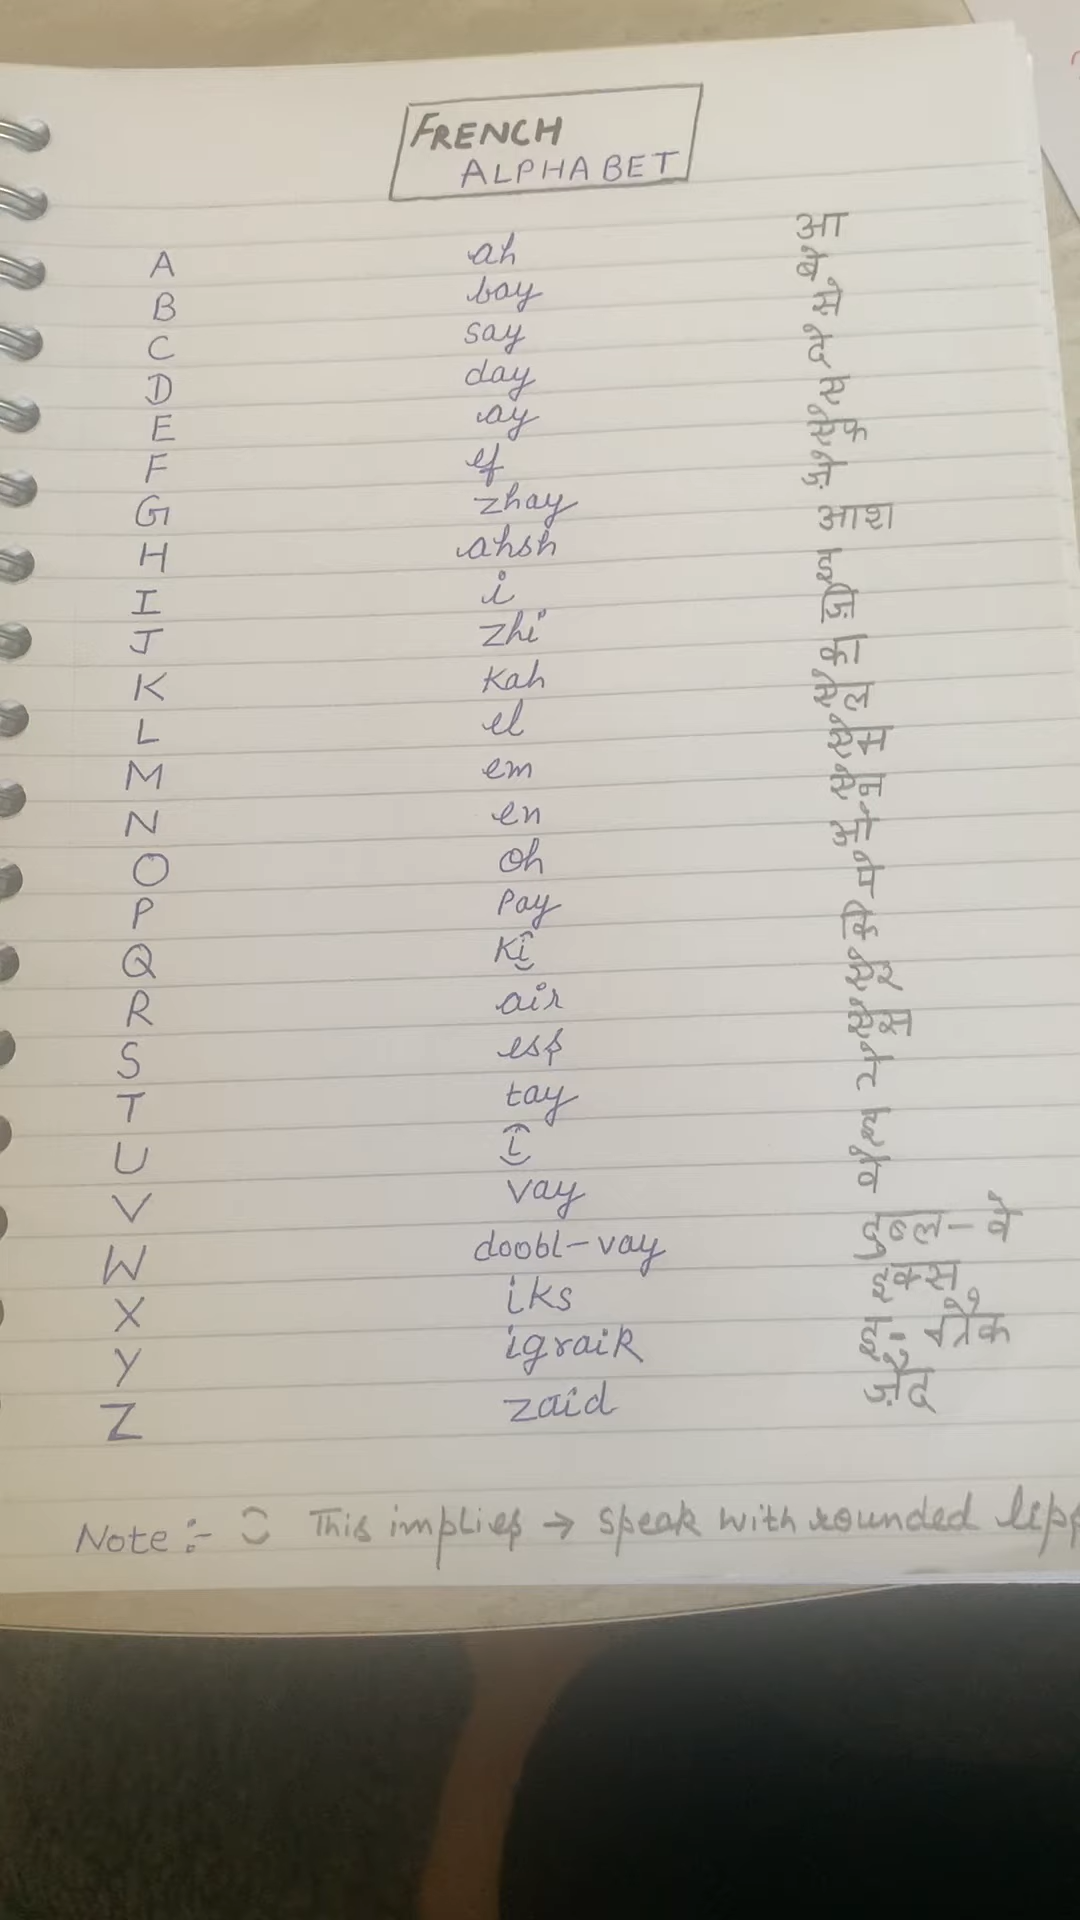 FRENCH
ALPHABET
A ah आ
B bay बे
C say से
D day दे
E ay ए
F ef ऐफ
G zhay ज़े
H ahsh आश
I i इ
J zhi ज़ी
K kah का
L el ऐल
M em ऐम
N en ऐन
O oh ओ
P pay पे
Q ki की
R air ऐर
S ess ऐस
T tay ते
U i
V vay वे
W doobl-vay दुब्ल-वे
X iks इक्स
Y igraik
Z zaid ज़ैद
Note:- This implies → speak with rounded lips